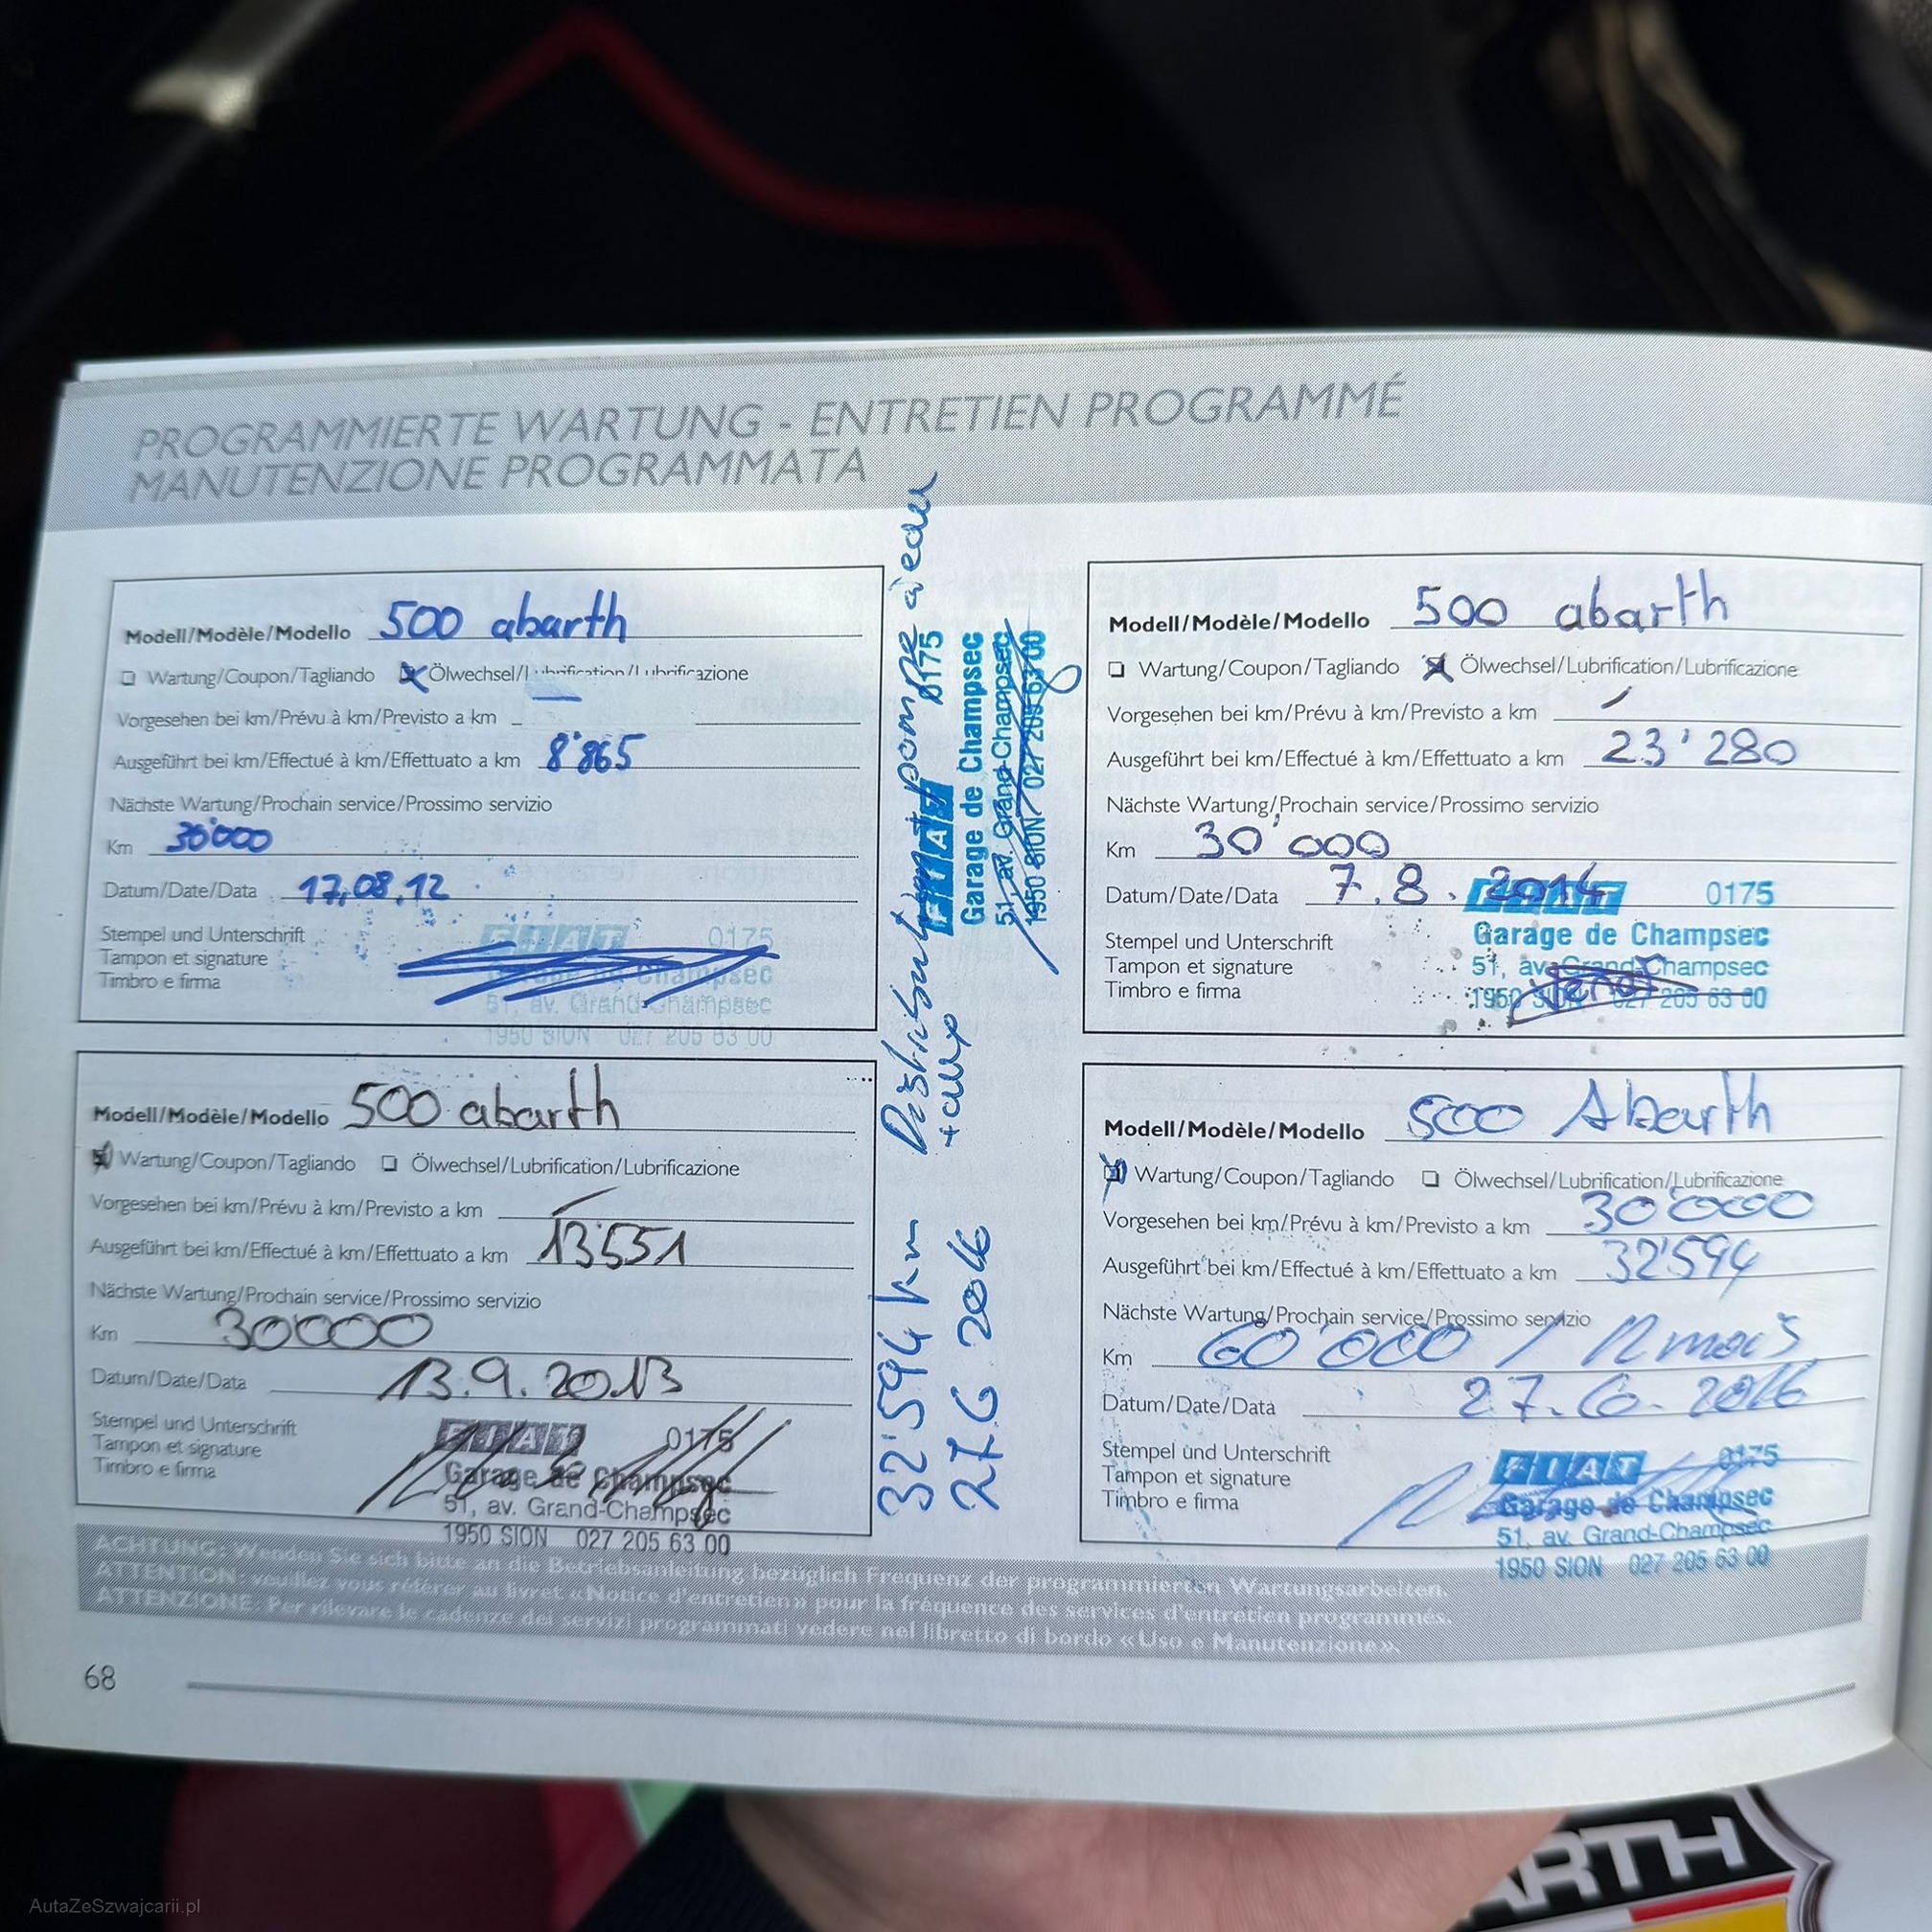 PROGRAMMIERTE WARTUNG - ENTRETIEN PROGRAMMÉ
MANUTENZIONE PROGRAMMATA
Modell/Modèle/Modello 500 abarth
Wartung/Coupon/Tagliando Ölwechsel/Lubrification/Lubrificazione
Vorgesehen bei km/Prévu à km/Previsto a km
Ausgeführt bei km/Effectué à km/Effettuato a km 8'865
Nächste Wartung/Prochain service/Prossimo servizio
Km 30'000
Datum/Date/Data 17.08.12
Stempel und Unterschrift
Tampon et signature
Timbro e firma
FIAT 0175
Garage de Champsec
51, av. Grand-Champsec
1950 SION 027 205 63 00
Modell/Modèle/Modello 500 abarth
Wartung/Coupon/Tagliando Ölwechsel/Lubrification/Lubrificazione
Vorgesehen bei km/Prévu à km/Previsto a km
Ausgeführt bei km/Effectué à km/Effettuato a km 13'551
Nächste Wartung/Prochain service/Prossimo servizio
Km 30000
Datum/Date/Data 13.9.2013
Stempel und Unterschrift
Tampon et signature
Timbro e firma
FIAT 0175
Garage de Champsec
51, av. Grand-Champsec
1950 SION 027 205 63 00
32'594 km Distribution + pompe à eau
+ aux
27.6 2016
FIAT 0175
Garage de Champsec
51, av. Grand-Champsec
1950 SION 027 205 63 00
Modell/Modèle/Modello 500 abarth
Wartung/Coupon/Tagliando Ölwechsel/Lubrification/Lubrificazione
Vorgesehen bei km/Prévu à km/Previsto a km
Ausgeführt bei km/Effectué à km/Effettuato a km 23'280
Nächste Wartung/Prochain service/Prossimo servizio
Km 30'000
Datum/Date/Data 7.8.2014
Stempel und Unterschrift
Tampon et signature
Timbro e firma
FIAT 0175
Garage de Champsec
51, av. Grand-Champsec
1950 SION 027 205 63 00
Modell/Modèle/Modello 500 Abarth
Wartung/Coupon/Tagliando Ölwechsel/Lubrification/Lubrificazione
Vorgesehen bei km/Prévu à km/Previsto a km 30'000
Ausgeführt bei km/Effectué à km/Effettuato a km 32'594
Nächste Wartung/Prochain service/Prossimo servizio
Km 60'000 / 12 mois
Datum/Date/Data 27.6.2016
Stempel und Unterschrift
Tampon et signature
Timbro e firma
FIAT 0175
Garage de Champsec
51, av. Grand-Champsec
1950 SION 027 205 63 00
ACHTUNG: Wenden Sie sich bitte an die Betriebsanleitung bezüglich Frequenz der programmierten Wartungsarbeiten.
ATTENTION: veuillez vous référer au livret «Notice d'entretien» pour la fréquence des services d'entretien programmés.
ATTENZIONE: Per rilevare le cadenze dei servizi programmati vedere nel libretto di bordo «Uso e Manutenzione».
68
ARTH
AutaZeSzwajcarii.pl